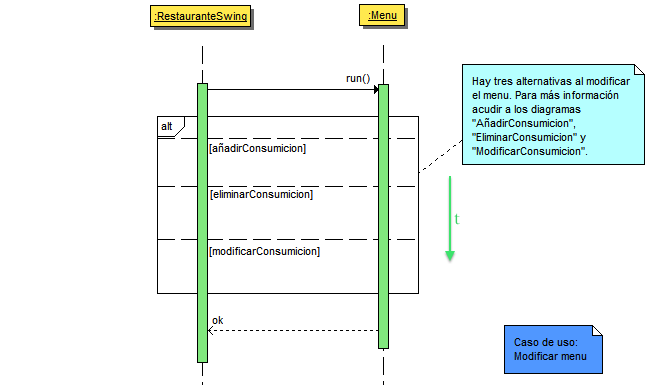 :RestauranteSwing
:Menu
run()
Hay tres alternativas al modificar
el menu. Para más información
acudir a los diagramas
"AñadirConsumicion",
"EliminarConsumicion" y
"ModificarConsumicion".
alt
[añadirConsumicion]
[eliminarConsumicion]
t
[modificarConsumicion]
ok
Caso de uso:
Modificar menu